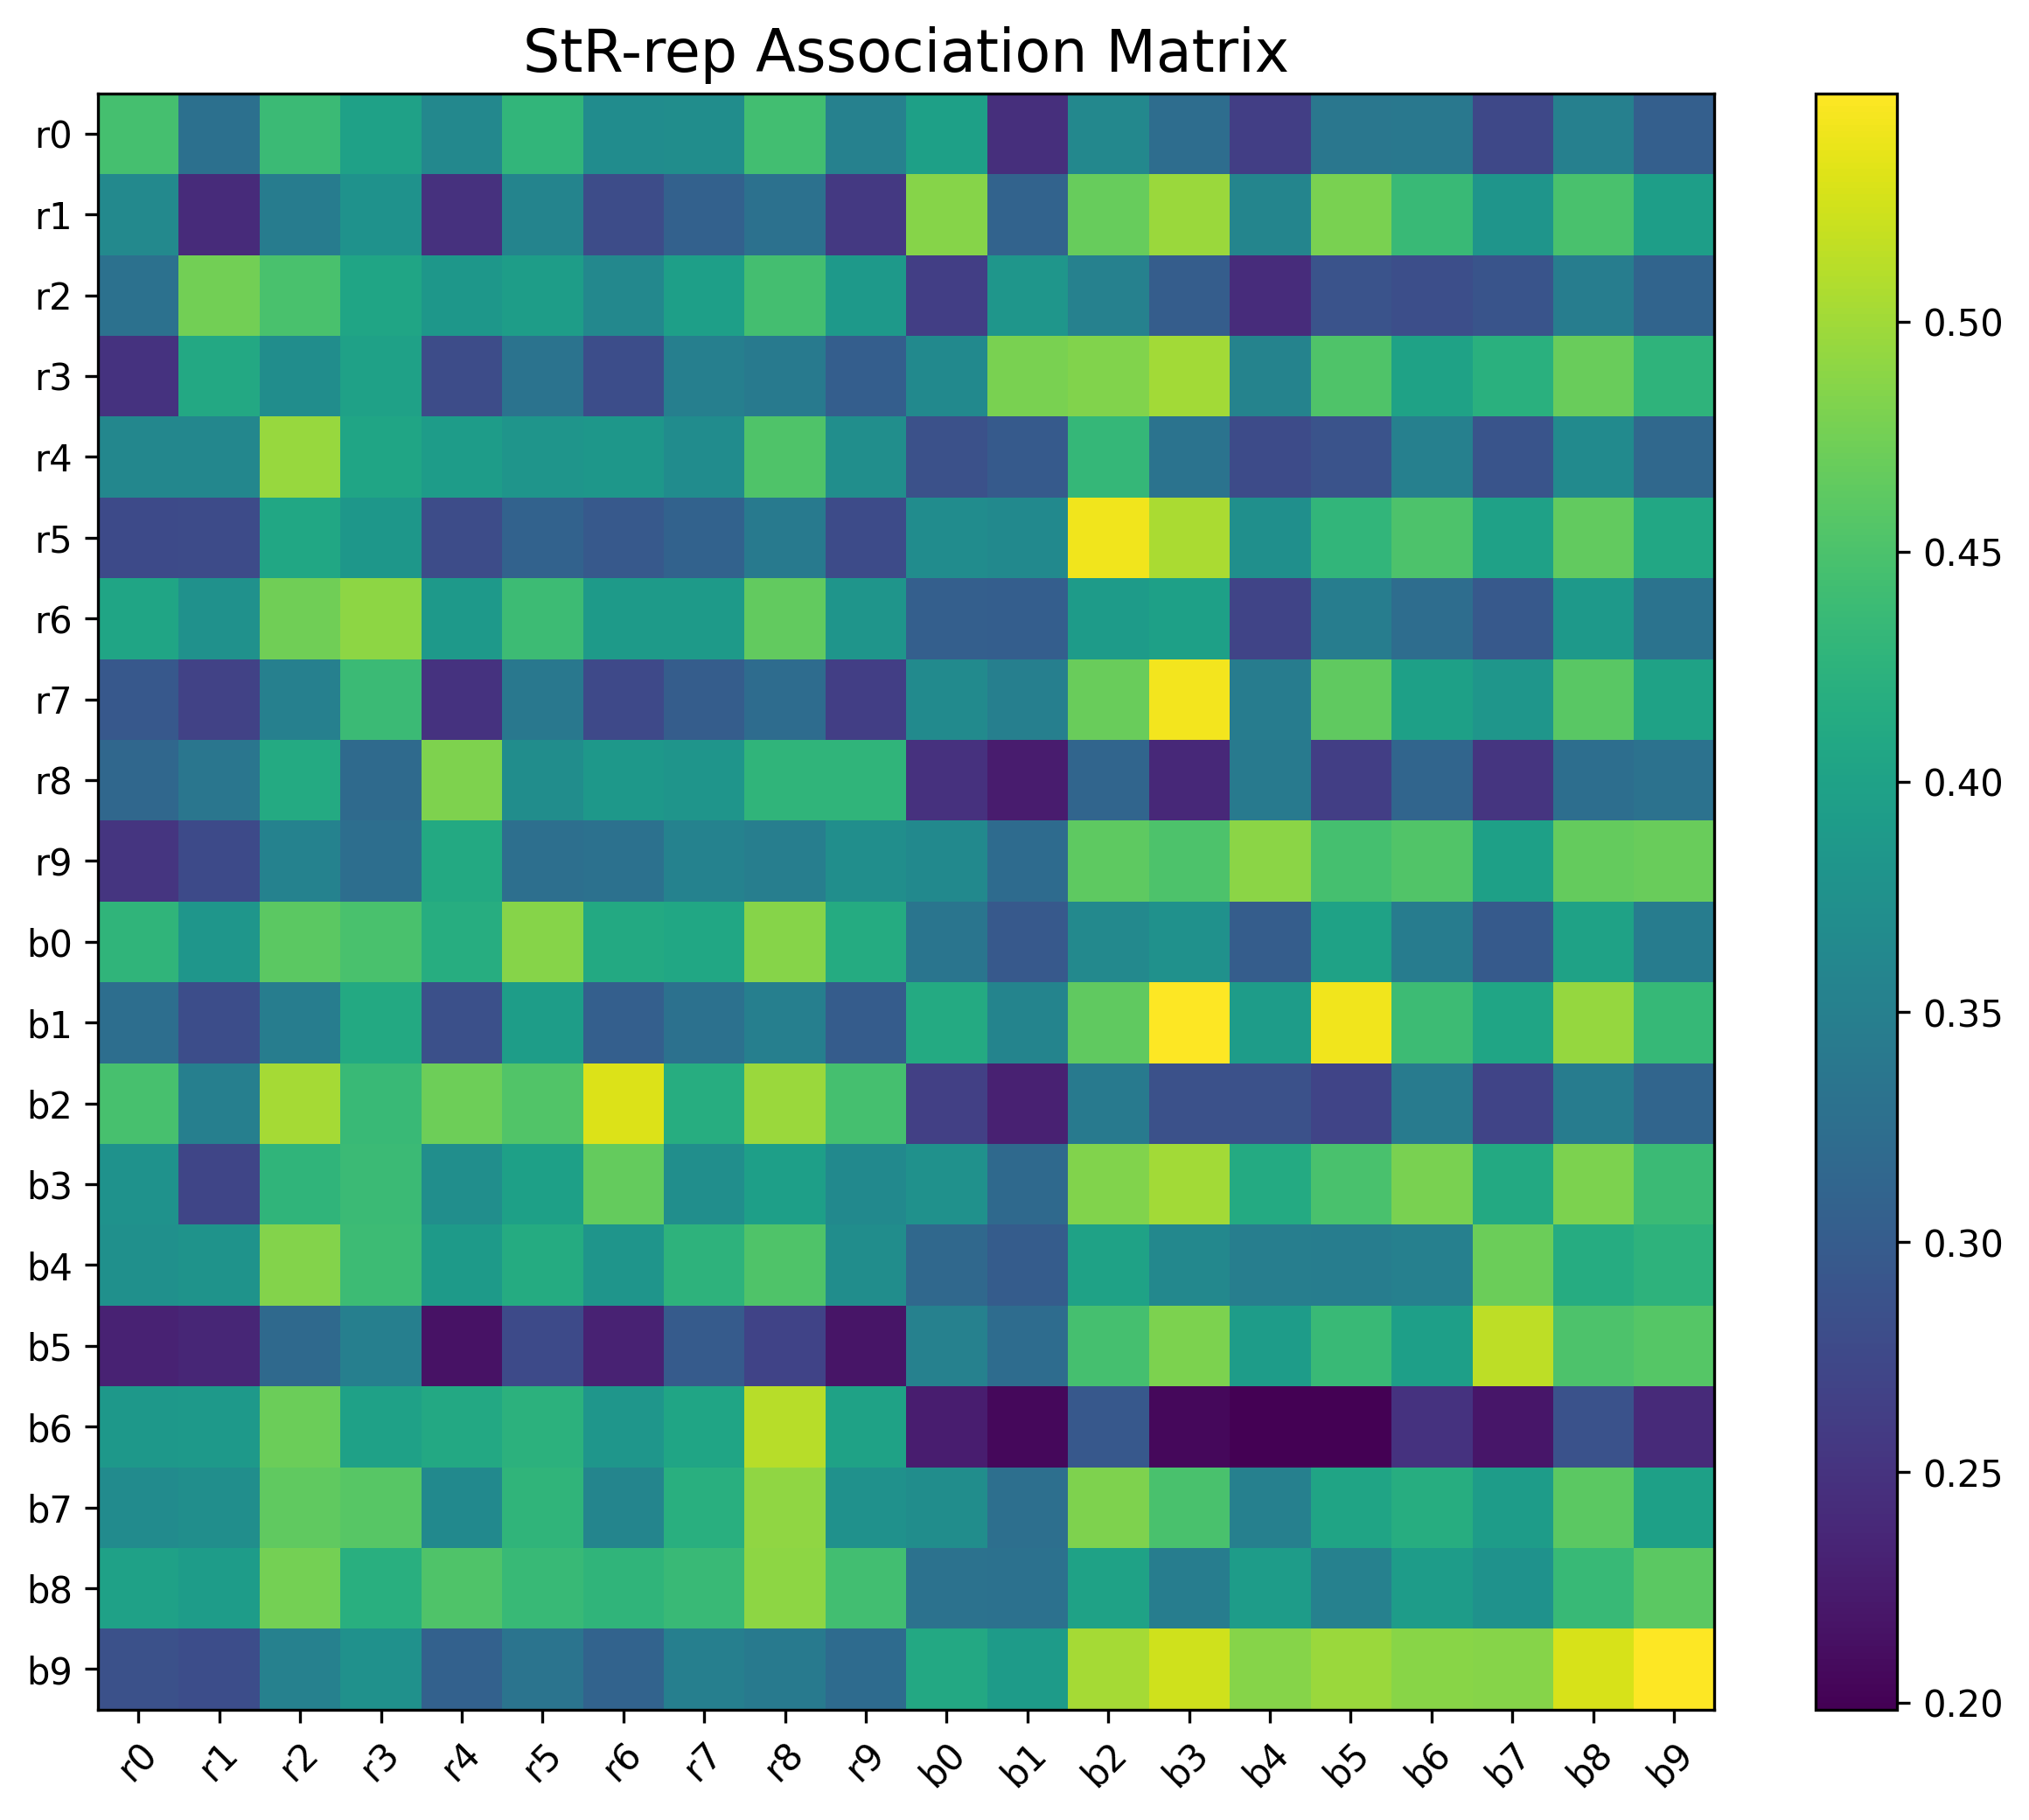 StR-rep Association Matrix
r0
r1
r2
r3
r4
r5
r6
r7
r8
r9
b0
b1
b2
b3
b4
b5
b6
b7
b8
b9
r0 r1 r2 r3 r4 r5 r6 r7 r8 r9 b0 b1 b2 b3 b4 b5 b6 b7 b8 b9
0.50
0.45
0.40
0.35
0.30
0.25
0.20